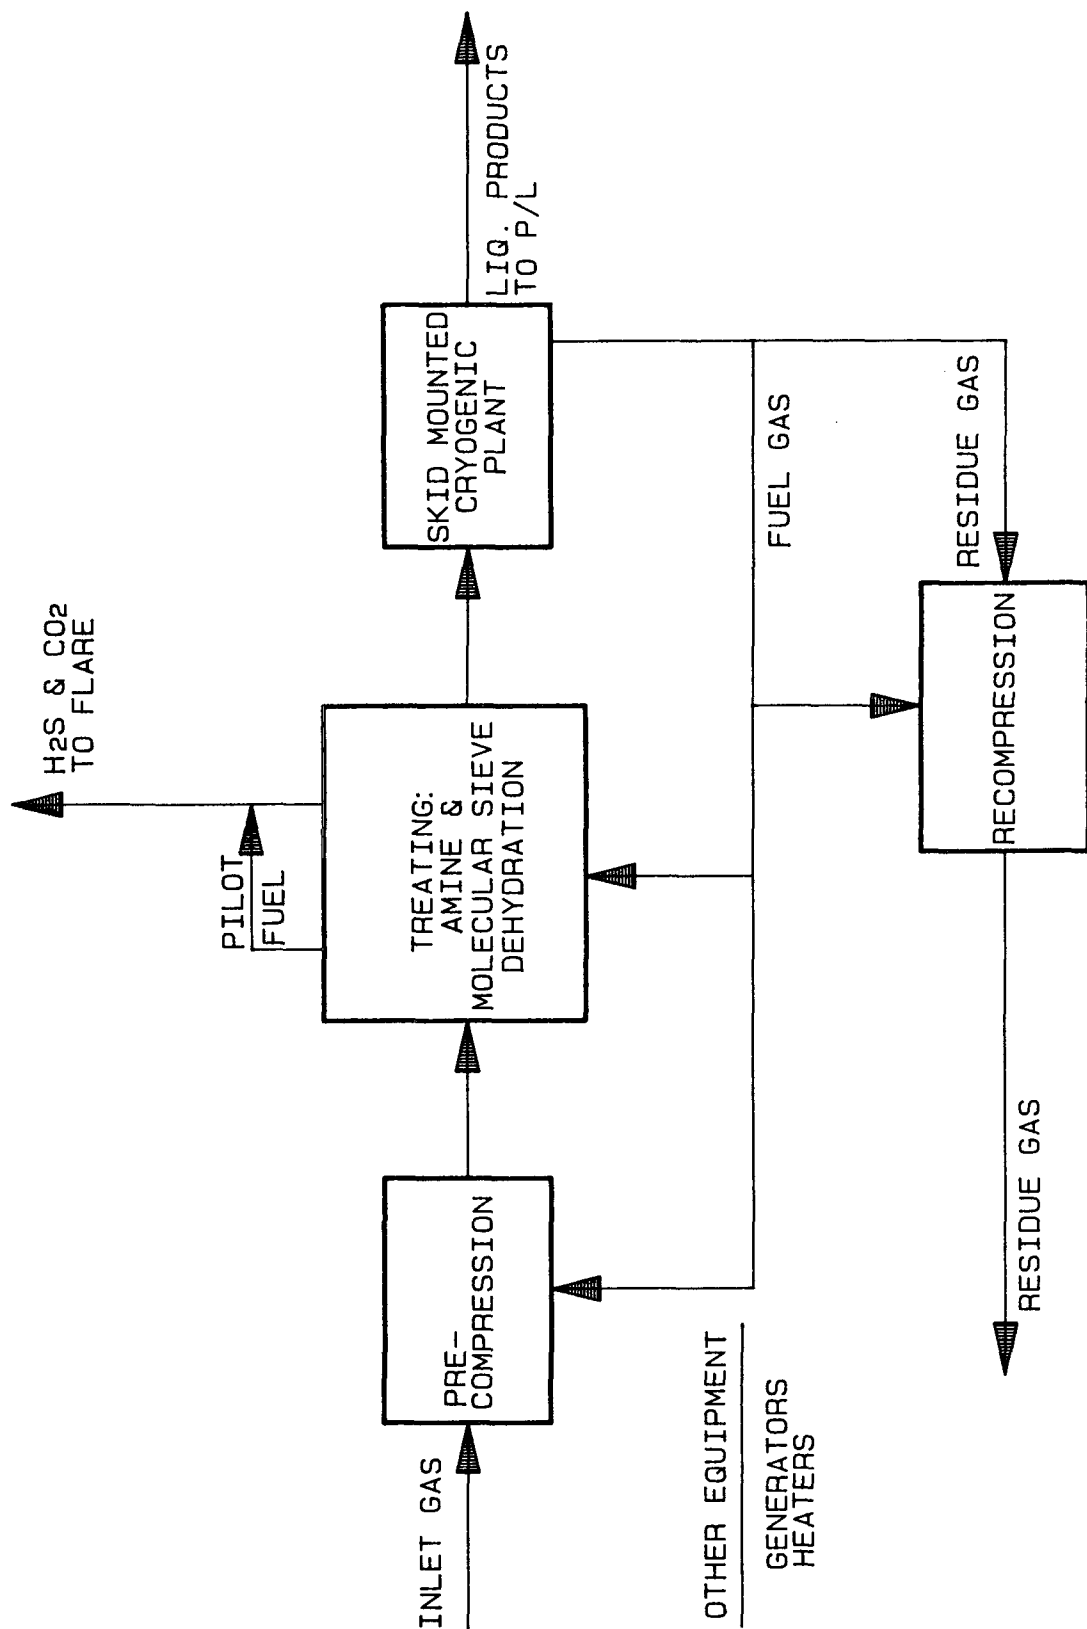 H2S & CO2
TO FLARE
PILOT
FUEL
INLET GAS
PRE-
COMPRESSION
TREATING:
AMINE &
MOLECULAR SIEVE
DEHYDRATION
SKID MOUNTED
CRYOGENIC
PLANT
LIQ. PRODUCTS
TO P/L
OTHER EQUIPMENT
GENERATORS
HEATERS
FUEL GAS
RESIDUE GAS
RECOMPRESSION
RESIDUE GAS